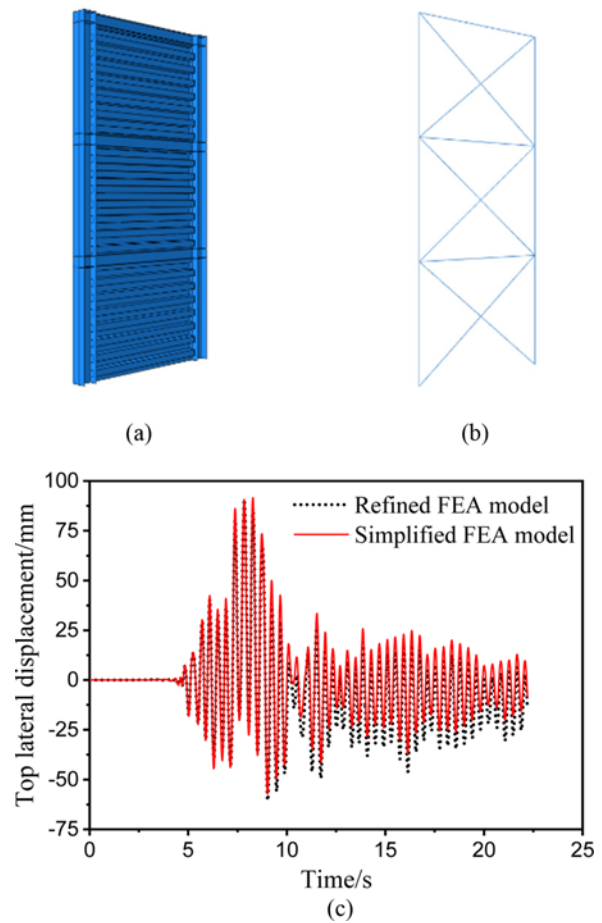 (a)
(b)
100
75
50
25
0
-25
-50
-75
Top lateral displacement/mm
Refined FEA model
Simplified FEA model
0
5
10
15
20
25
Time/s
(c)